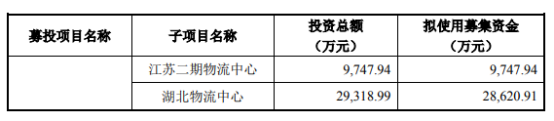 募投项目名称 子项目名称 投资总额（万元） 拟使用募集资金（万元）
江苏二期物流中心 9,747.94 9,747.94
湖北物流中心 29,318.99 28,620.91